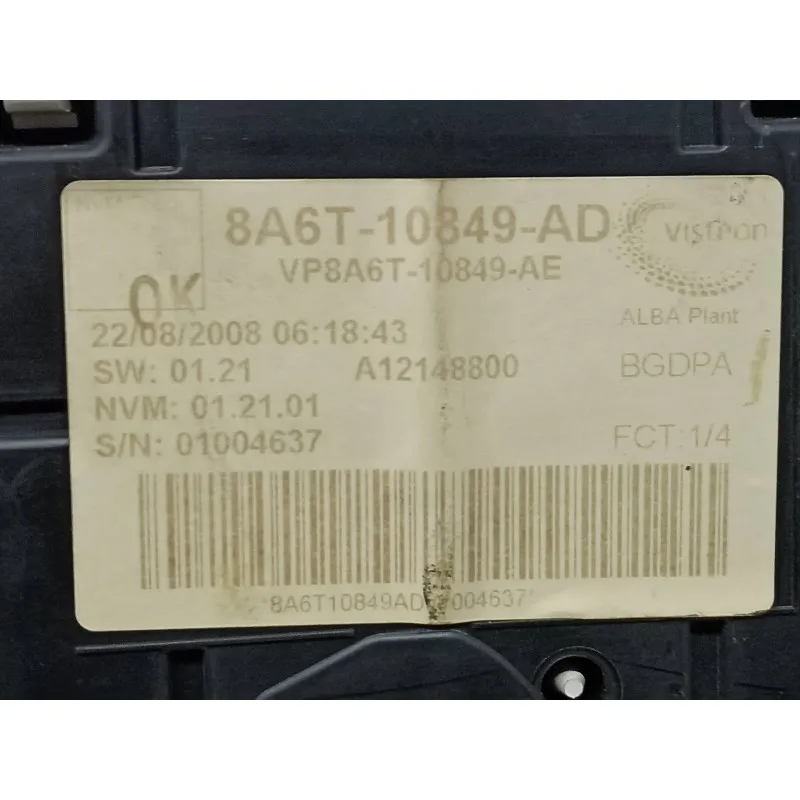 8A6T-10849-AD
Visteon
VP8A6T-10849-AE
OK
ALBA Plant
22/08/2008 06:18:43
SW: 01.21 A12148800 BGDPA
NVM: 01.21.01
S/N: 01004637 FCT:1/4